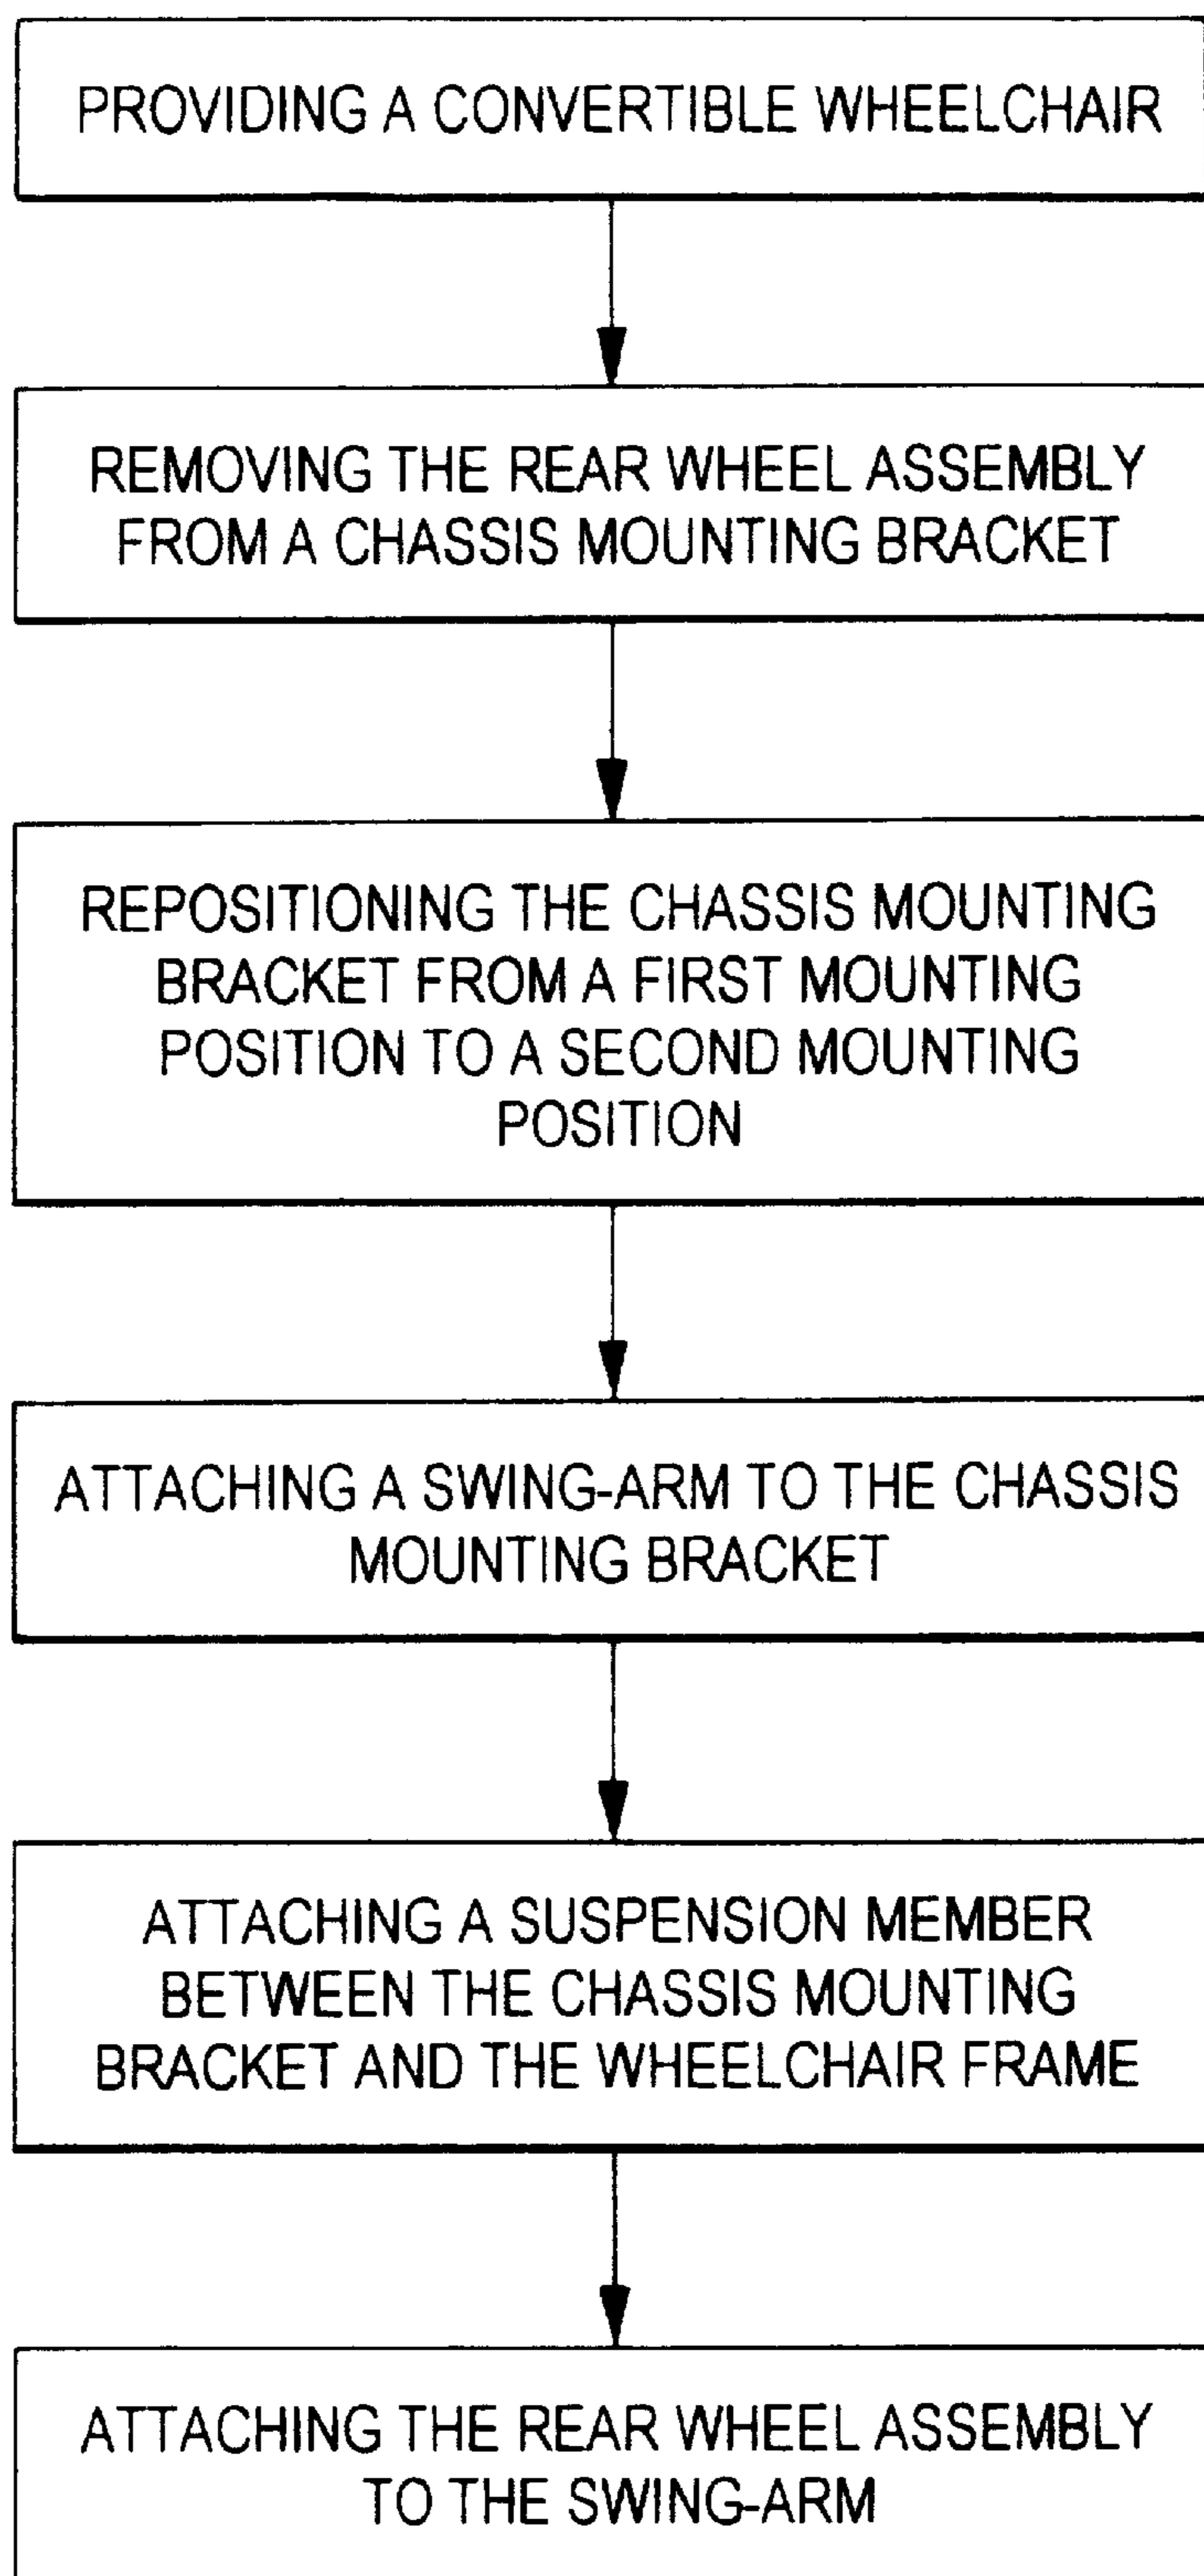 PROVIDING A CONVERTIBLE WHEELCHAIR
REMOVING THE REAR WHEEL ASSEMBLY
FROM A CHASSIS MOUNTING BRACKET
REPOSITIONING THE CHASSIS MOUNTING
BRACKET FROM A FIRST MOUNTING
POSITION TO A SECOND MOUNTING
POSITION
ATTACHING A SWING-ARM TO THE CHASSIS
MOUNTING BRACKET
ATTACHING A SUSPENSION MEMBER
BETWEEN THE CHASSIS MOUNTING
BRACKET AND THE WHEELCHAIR FRAME
ATTACHING THE REAR WHEEL ASSEMBLY
TO THE SWING-ARM